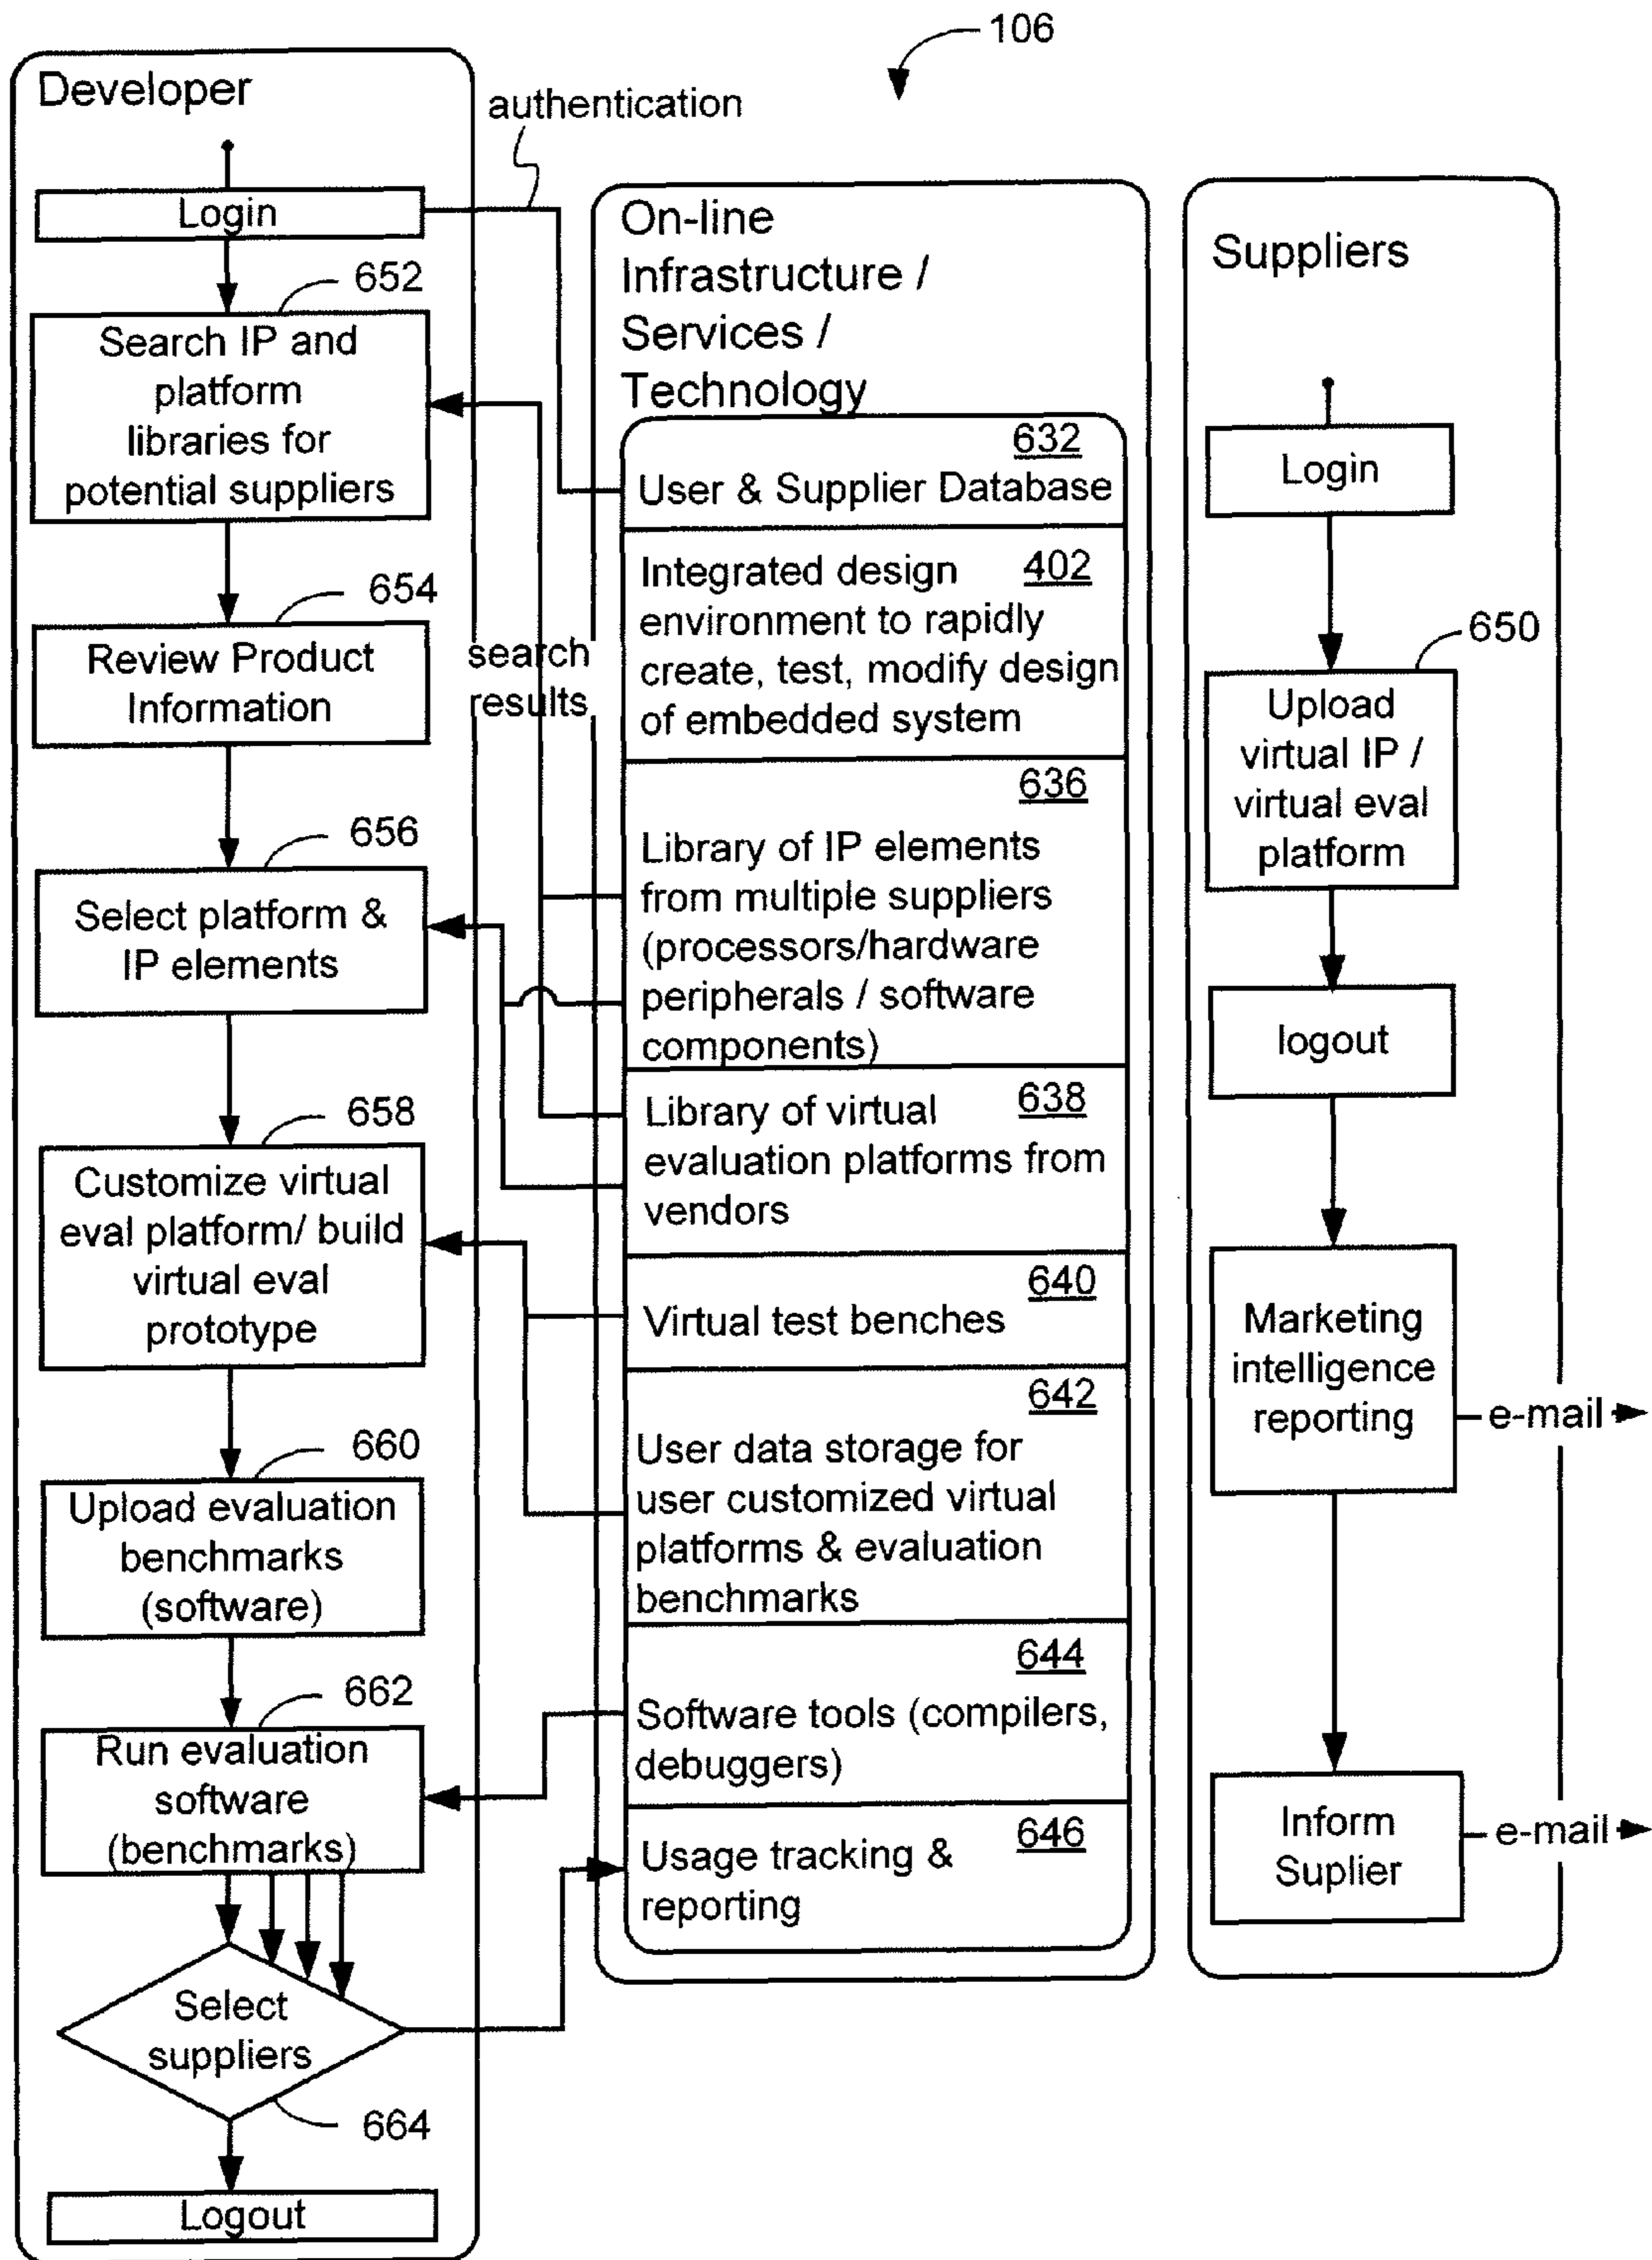 106
Developer
authentication
Login
652
Search IP and
platform
libraries for
potential suppliers
654
Review Product
Information
search
results
656
Select platform &
IP elements
658
Customize virtual
eval platform/ build
virtual eval
prototype
660
Upload evaluation
benchmarks
(software)
662
Run evaluation
software
(benchmarks)
Select
suppliers
664
Logout
On-line
Infrastructure /
Services /
Technology
632
User & Supplier Database
Integrated design 402
environment to rapidly
create, test, modify design
of embedded system
636
Library of IP elements
from multiple suppliers
(processors/hardware
peripherals / software
components)
Library of virtual 638
evaluation platforms from
vendors
640
Virtual test benches
642
User data storage for
user customized virtual
platforms & evaluation
benchmarks
644
Software tools (compilers,
debuggers)
646
Usage tracking &
reporting
Suppliers
Login
650
Upload
virtual IP /
virtual eval
platform
logout
Marketing
intelligence
reporting
e-mail
Inform
Suplier
e-mail